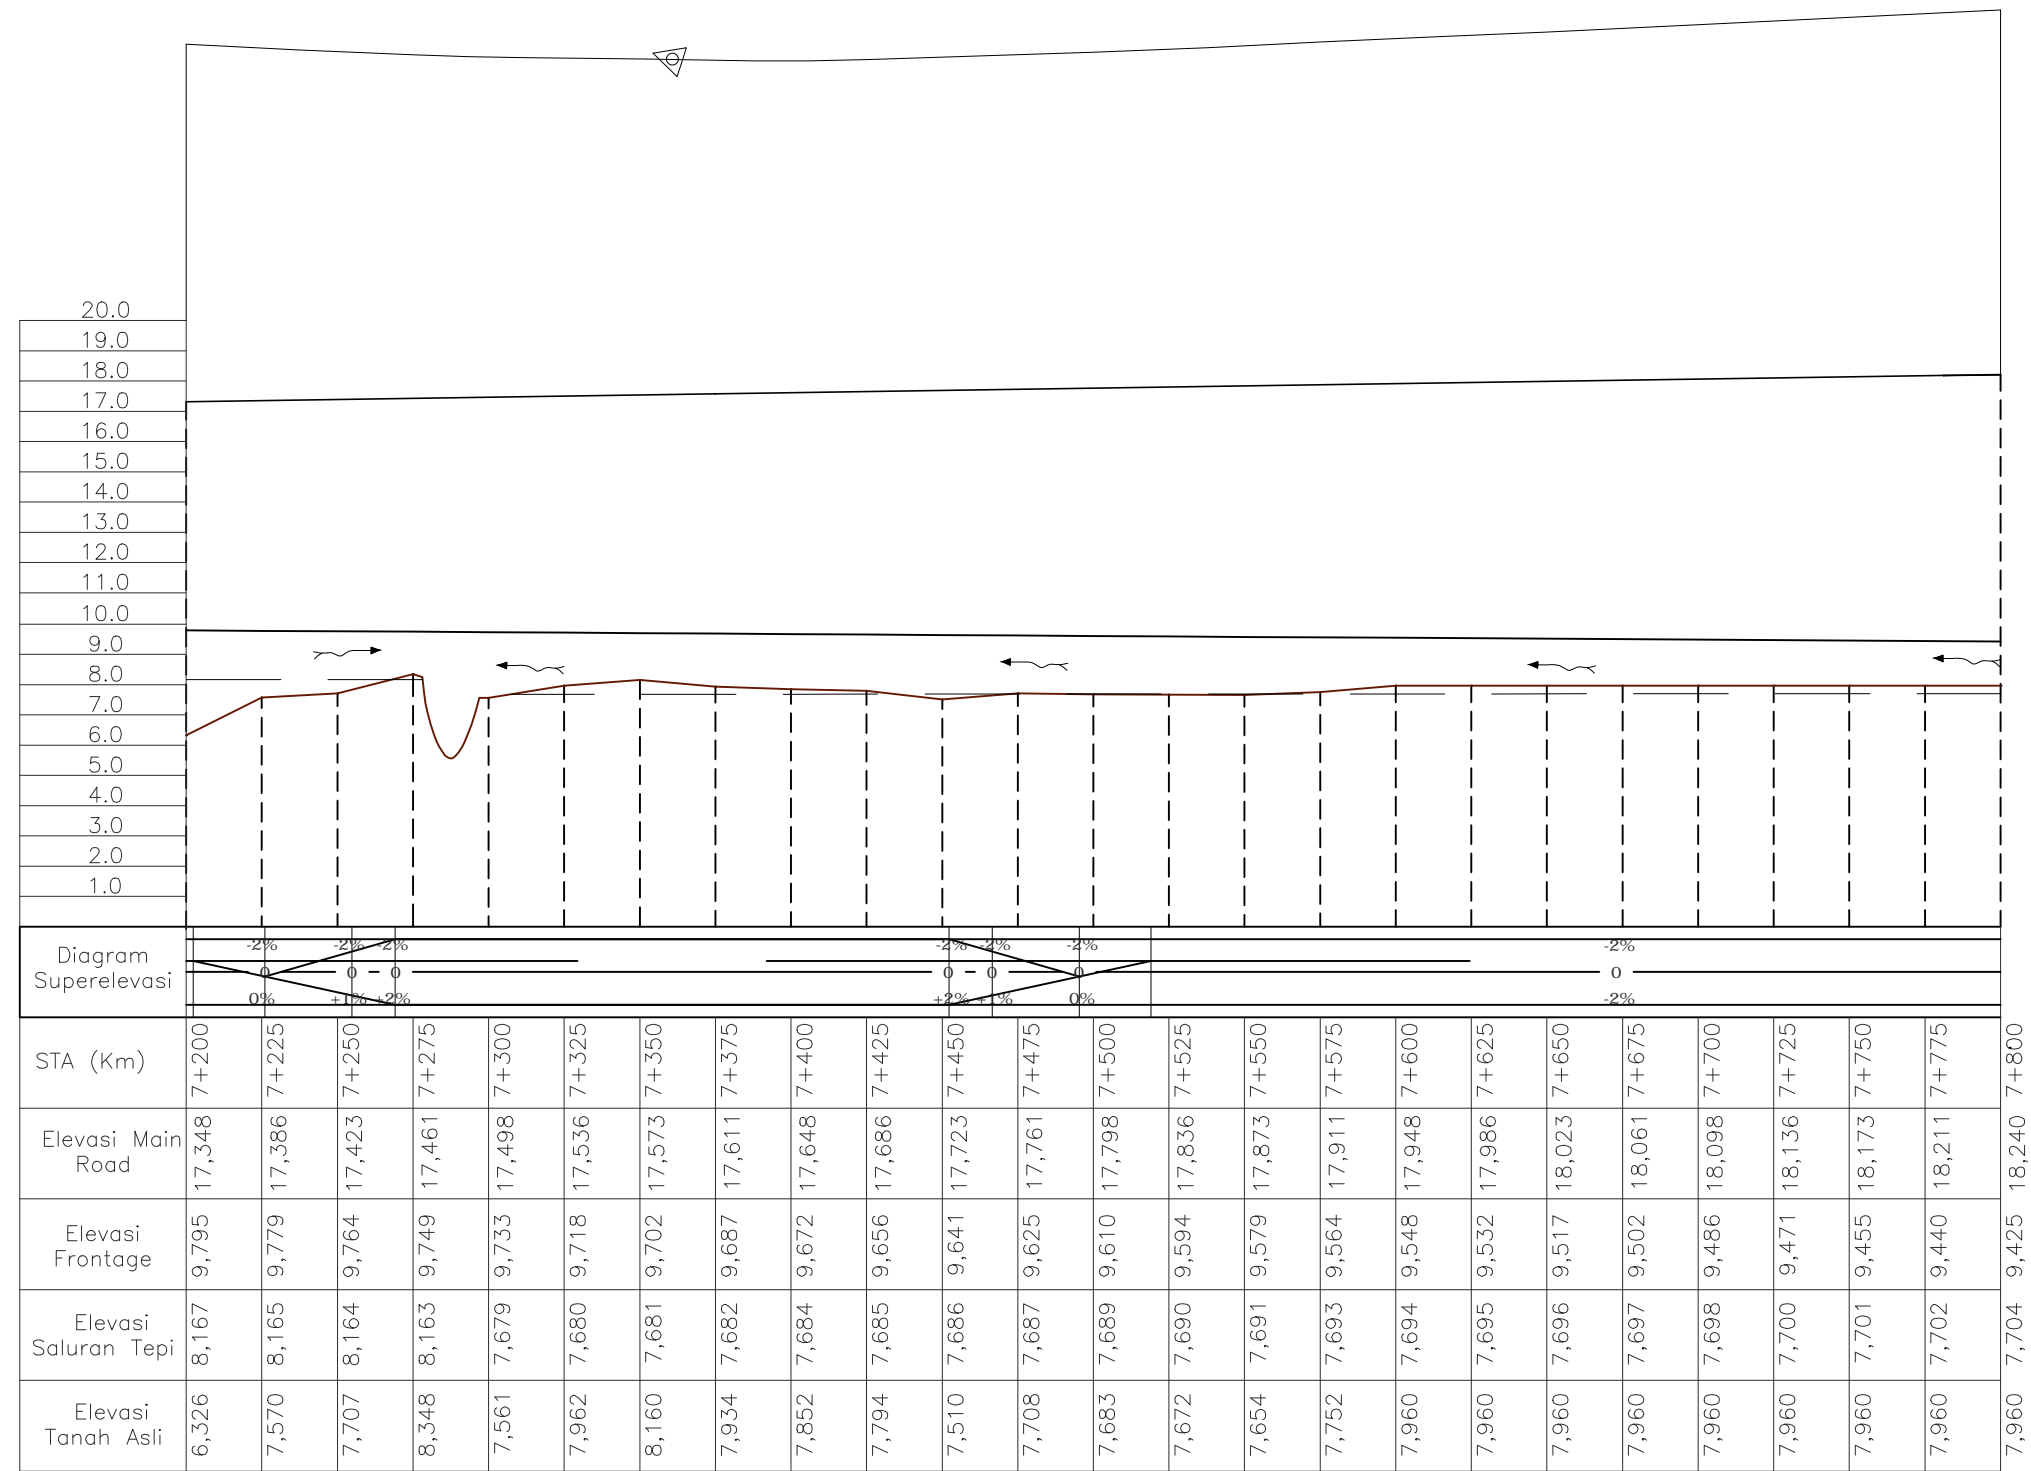 20.0
19.0
18.0
17.0
16.0
15.0
14.0
13.0
12.0
11.0
10.0
9.0
8.0
7.0
6.0
5.0
4.0
3.0
2.0
1.0
Diagram
Superelevasi
-2% -2% -2% -2% -2% -2% -2%
0 0 0 0 0 0 0
0% +1% +2% +2% +1% 0% -2%
STA (Km)
7+200 7+225 7+250 7+275 7+300 7+325 7+350 7+375 7+400 7+425 7+450 7+475 7+500 7+525 7+550 7+575 7+600 7+625 7+650 7+675 7+700 7+725 7+750 7+775 7+800
Elevasi Main
Road
17,348 17,386 17,423 17,461 17,498 17,536 17,573 17,611 17,648 17,686 17,723 17,761 17,798 17,836 17,873 17,911 17,948 17,986 18,023 18,061 18,098 18,136 18,173 18,211 18,240
Elevasi
Frontage
9,795 9,779 9,764 9,749 9,733 9,718 9,702 9,687 9,672 9,656 9,641 9,625 9,610 9,594 9,579 9,564 9,548 9,532 9,517 9,502 9,486 9,471 9,455 9,440 9,425
Elevasi
Saluran Tepi
8,167 8,165 8,164 8,163 7,679 7,680 7,681 7,682 7,684 7,685 7,686 7,687 7,689 7,690 7,691 7,693 7,694 7,695 7,696 7,697 7,698 7,700 7,701 7,702 7,704
Elevasi
Tanah Asli
6,326 7,570 7,707 8,348 7,561 7,962 8,160 7,934 7,852 7,794 7,510 7,708 7,683 7,672 7,654 7,752 7,960 7,960 7,960 7,960 7,960 7,960 7,960 7,960 7,960